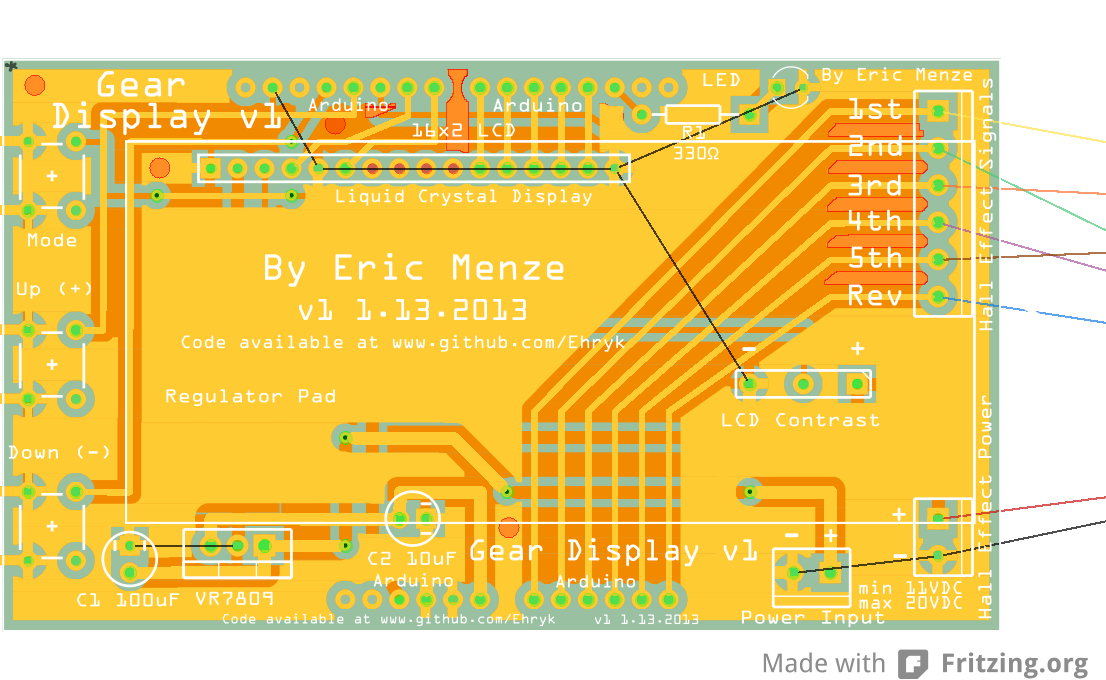 Gear
Display v1
LED
By Eric Menze
Arduino
Arduino
16x2 LCD
R1
330Ω
1st
2nd
3rd
4th
5th
Rev
Hall Effect Signals
Liquid Crystal Display
Mode
By Eric Menze
v1 1.13.2013
Up (+)
Code available at www.github.com/Ehryk
Regulator Pad
- +
LCD Contrast
Down (-)
Hall Effect Power
+
-
C1 100uF
VR7809
C2 10uF
Gear Display v1
Arduino
Arduino
- +
min 11VDC
max 20VDC
Power Input
Code available at www.github.com/Ehryk
v1 1.13.2013
Made with Fritzing.org